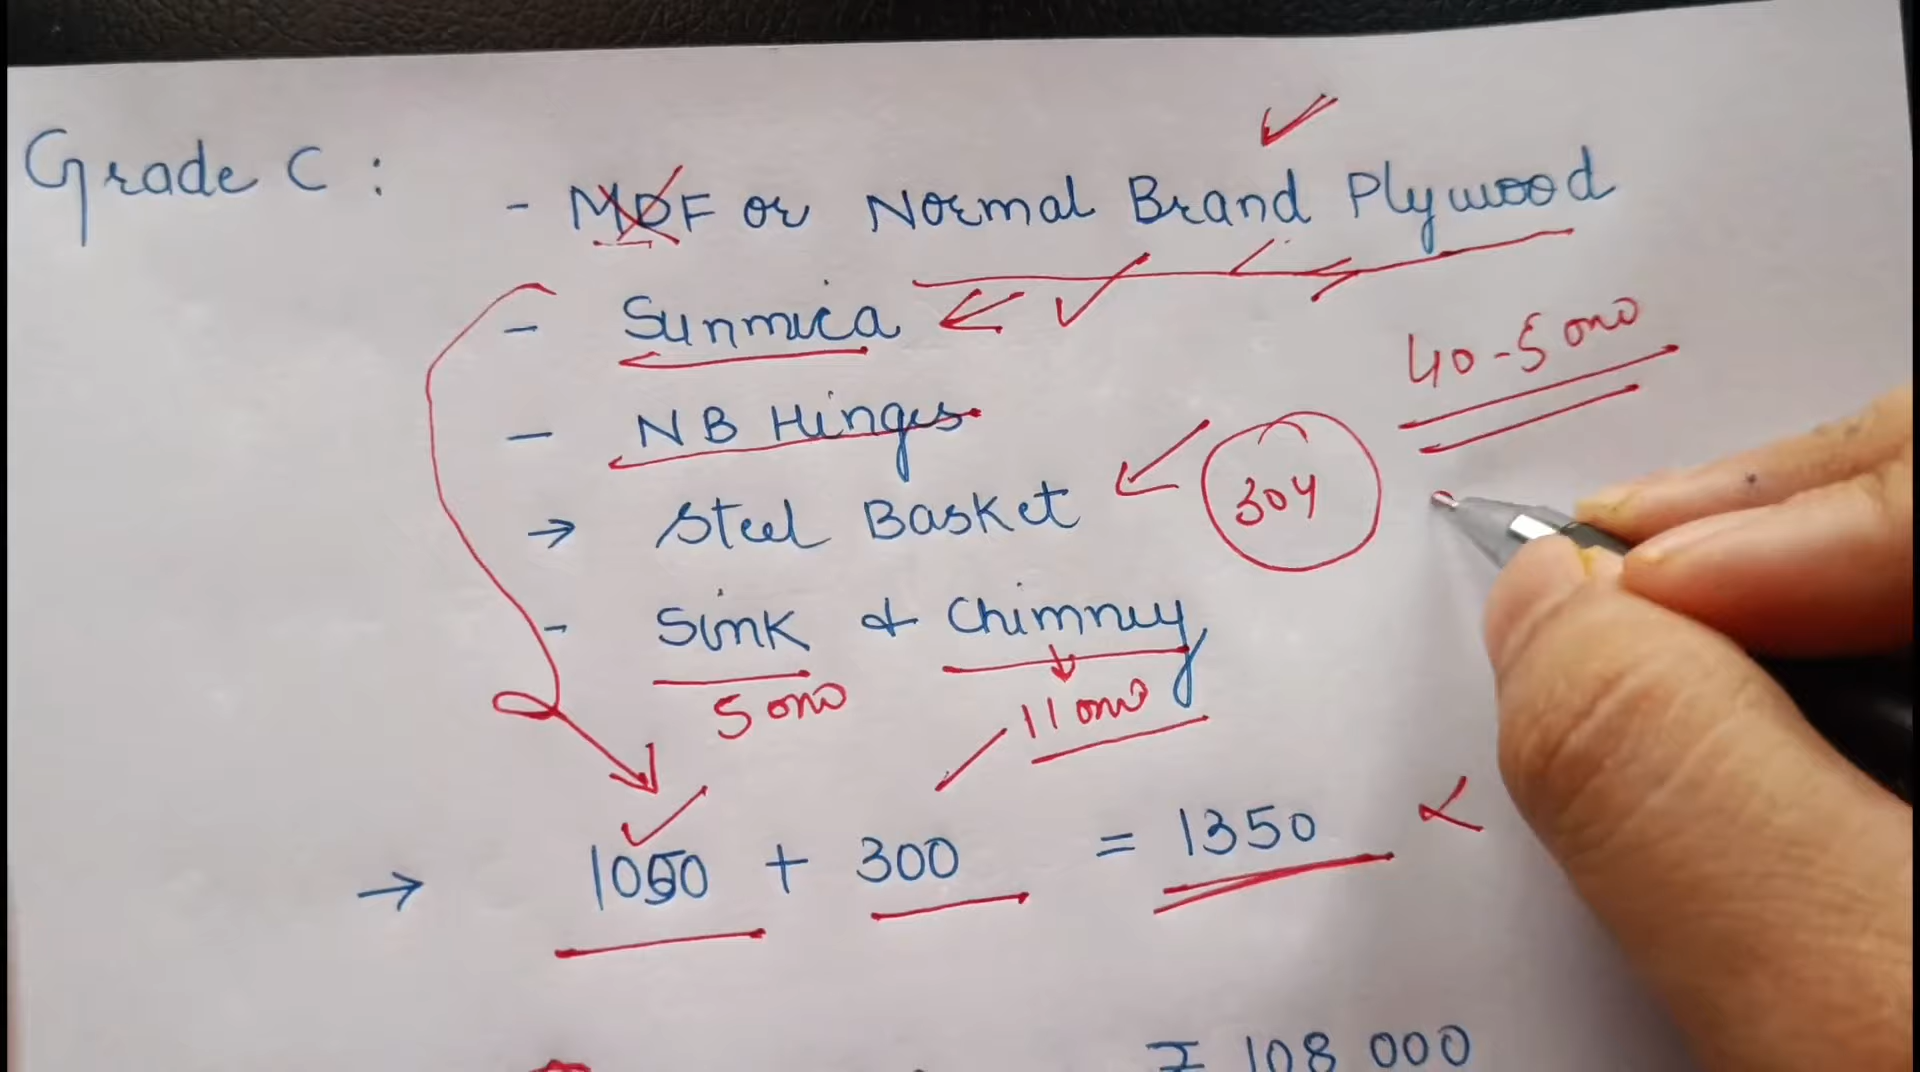 Grade C :
- MDF or Normal Brand Plywood
- Sunmica
40-5000
- NB Hinges
→ Steel Basket
304
- Sink & Chimney
5000
11000
→ 1050 + 300 = 1350
₹ 108 000